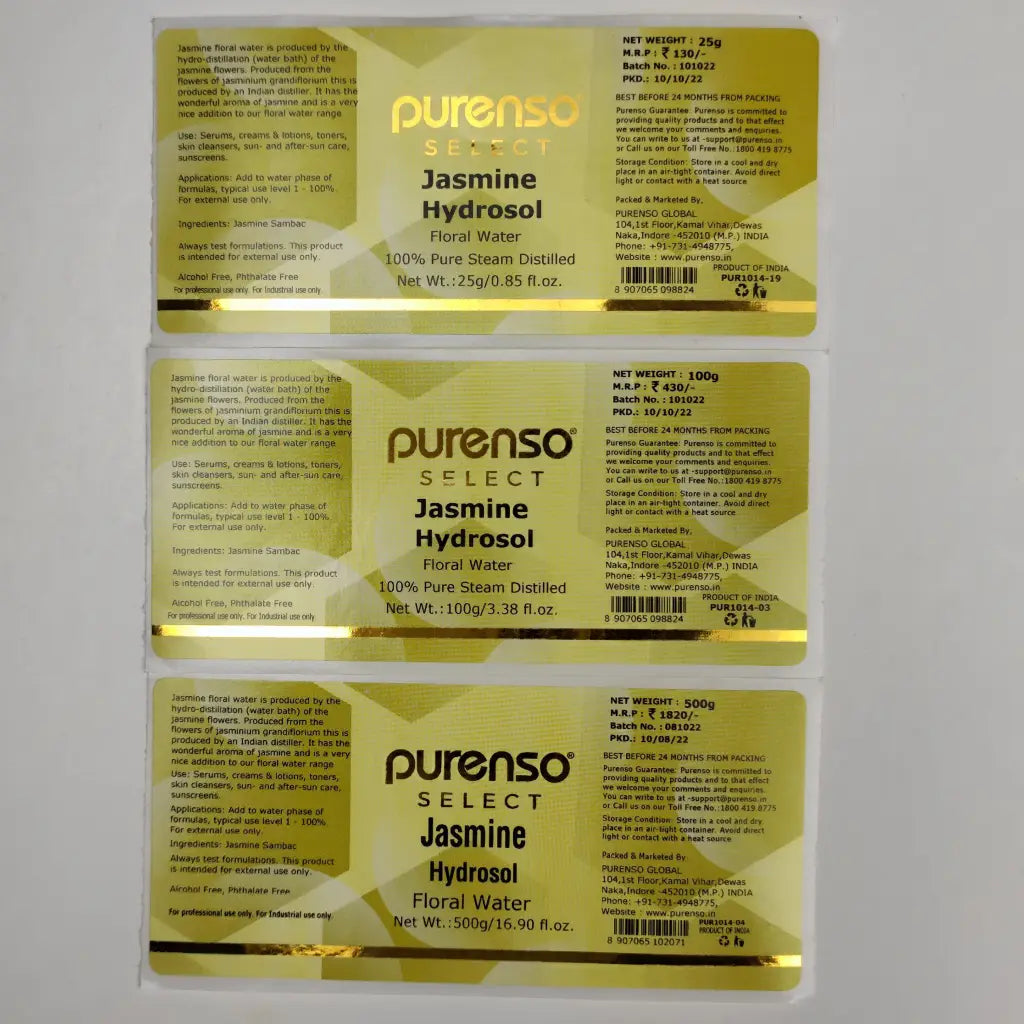 Jasmine floral water is produced by the
hydro-distillation (water bath) of the
jasmine flowers. Produced from the
flowers of jasminium grandiflorium this is
produced by an Indian distiller. It has the
wonderful aroma of jasmine and is a very
nice addition to our floral water range
Use: Serums, creams & lotions, toners,
skin cleansers, sun- and after-sun care,
sunscreens.
Applications: Add to water phase of
formulas, typical use level 1 - 100%.
For external use only.
Ingredients: Jasmine Sambac
Always test formulations. This product
is intended for external use only.
Alcohol Free, Phthalate Free
For professional use only. For Industrial use only.
purenso
SELECT
Jasmine
Hydrosol
Floral Water
100% Pure Steam Distilled
Net Wt.:25g/0.85 fl.oz.
NET WEIGHT : 25g
M.R.P : ₹ 130/-
Batch No. : 101022
PKD.: 10/10/22
BEST BEFORE 24 MONTHS FROM PACKING
Purenso Guarantee: Purenso is committed to
providing quality products and to that effect
we welcome your comments and enquiries.
You can write to us at -support@purenso.in
or Call us on our Toll Free No.:1800 419 8775
Storage Condition: Store in a cool and dry
place in an air-tight container. Avoid direct
light or contact with a heat source
Packed & Marketed By,
PURENSO GLOBAL
104,1st Floor,Kamal Vihar,Dewas
Naka,Indore -452010 (M.P.) INDIA
Phone: +91-731-4948775,
Website : www.purenso.in
PRODUCT OF INDIA
PUR1014-19
8 907065 098824
Jasmine floral water is produced by the
hydro-distillation (water bath) of the
jasmine flowers. Produced from the
flowers of jasminium grandiflorium this is
produced by an Indian distiller. It has the
wonderful aroma of jasmine and is a very
nice addition to our floral water range
Use: Serums, creams & lotions, toners,
skin cleansers, sun- and after-sun care,
sunscreens.
Applications: Add to water phase of
formulas, typical use level 1 - 100%.
For external use only.
Ingredients: Jasmine Sambac
Always test formulations. This product
is intended for external use only.
Alcohol Free, Phthalate Free
For professional use only. For Industrial use only.
purenso®
SELECT
Jasmine
Hydrosol
Floral Water
100% Pure Steam Distilled
Net Wt.:100g/3.38 fl.oz.
NET WEIGHT : 100g
M.R.P : ₹ 430/-
Batch No. : 101022
PKD.: 10/10/22
BEST BEFORE 24 MONTHS FROM PACKING
Purenso Guarantee: Purenso is committed to
providing quality products and to that effect
we welcome your comments and enquiries.
You can write to us at -support@purenso.in
or Call us on our Toll Free No.:1800 419 8775
Storage Condition: Store in a cool and dry
place in an air-tight container. Avoid direct
light or contact with a heat source
Packed & Marketed By,
PURENSO GLOBAL
104,1st Floor,Kamal Vihar,Dewas
Naka,Indore -452010 (M.P.) INDIA
Phone: +91-731-4948775,
Website : www.purenso.in
PRODUCT OF INDIA
PUR1014-03
8 907065 098824
Jasmine floral water is produced by the
hydro-distillation (water bath) of the
jasmine flowers. Produced from the
flowers of jasminium grandiflorium this is
produced by an Indian distiller. It has the
wonderful aroma of jasmine and is a very
nice addition to our floral water range
Use: Serums, creams & lotions, toners,
skin cleansers, sun- and after-sun care,
sunscreens.
Applications: Add to water phase of
formulas, typical use level 1 - 100%
For external use only.
Ingredients: Jasmine Sambac
Always test formulations. This product
is intended for external use only.
Alcohol Free, Phthalate Free
For professional use only. For Industrial use only.
purenso®
SELECT
Jasmine
Hydrosol
Floral Water
Net Wt.:500g/16.90 fl.oz.
NET WEIGHT : 500g
M.R.P : ₹ 1820/-
Batch No. : 081022
PKD.: 10/08/22
BEST BEFORE 24 MONTHS FROM PACKING
Purenso Guarantee: Purenso is committed to
providing quality products and to that effect
we welcome your comments and enquiries.
You can write to us at -support@purenso.in
or Call us on our Toll Free No.:1800 419 8775
Storage Condition: Store in a cool and dry
place in an air-tight container. Avoid direct
light or contact with a heat source
Packed & Marketed By
PURENSO GLOBAL
104,1st Floor,Kamal Vihar,Dewas
Naka,Indore -452010 (M.P.) INDIA
Phone: +91-731-4948775,
Website : www.purenso.in
PUR1014-04
PRODUCT OF INDIA
8 907065 102071